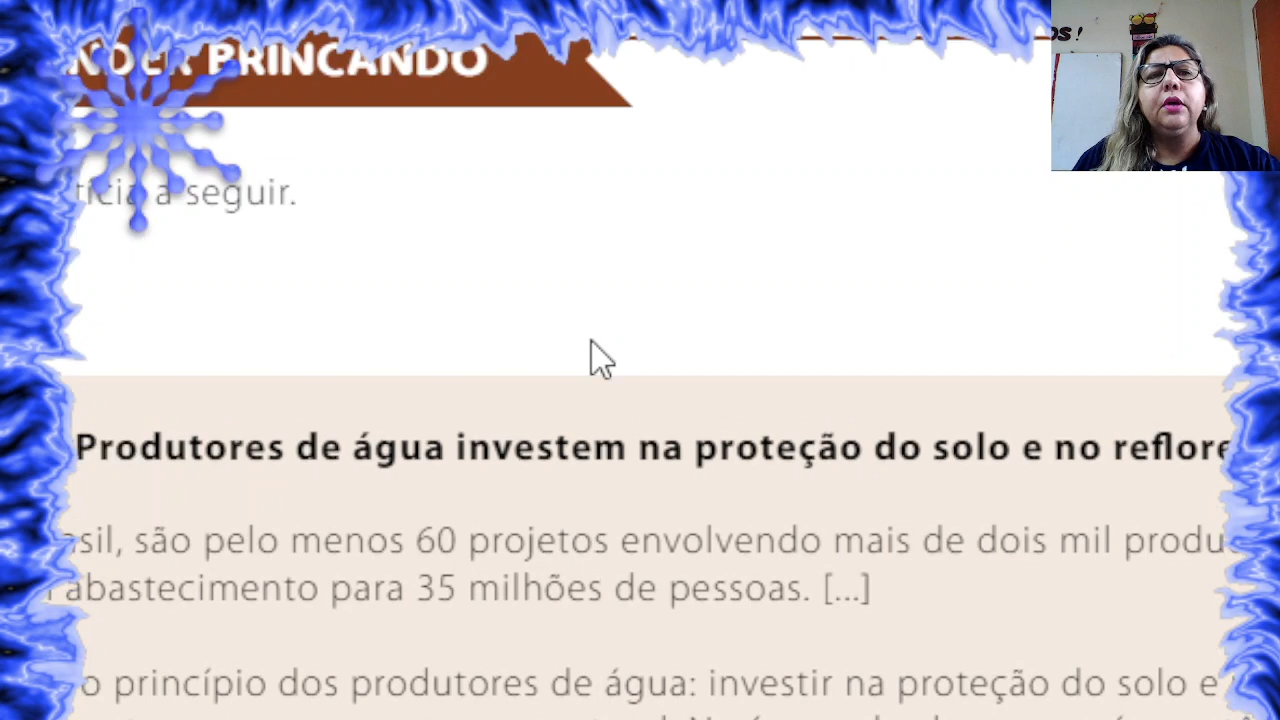 PRINCANDO
OS!
a seguir.
Produtores de água investem na proteção do solo e no reflore
são pelo menos 60 projetos envolvendo mais de dois mil produ
abastecimento para 35 milhões de pessoas. [...]
o princípio dos produtores de água: investir na proteção do solo e